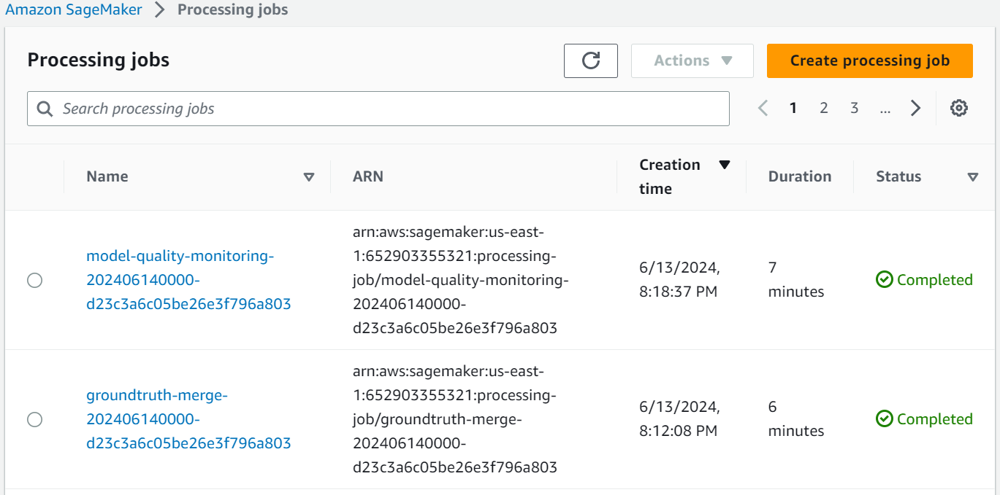 Amazon SageMaker > Processing jobs
Processing jobs
Actions
Create processing job
Search processing jobs
1 2 3 ...
Name
ARN
Creation
time
Duration
Status
model-quality-monitoring-
202406140000-
d23c3a6c05be26e3f796a803
arn:aws:sagemaker:us-east-
1:652903355321:processing-
job/model-quality-monitoring-
202406140000-
d23c3a6c05be26e3f796a803
6/13/2024,
8:18:37 PM
7
minutes
Completed
groundtruth-merge-
202406140000-
d23c3a6c05be26e3f796a803
arn:aws:sagemaker:us-east-
1:652903355321:processing-
job/groundtruth-merge-
202406140000-
d23c3a6c05be26e3f796a803
6/13/2024,
8:12:08 PM
6
minutes
Completed